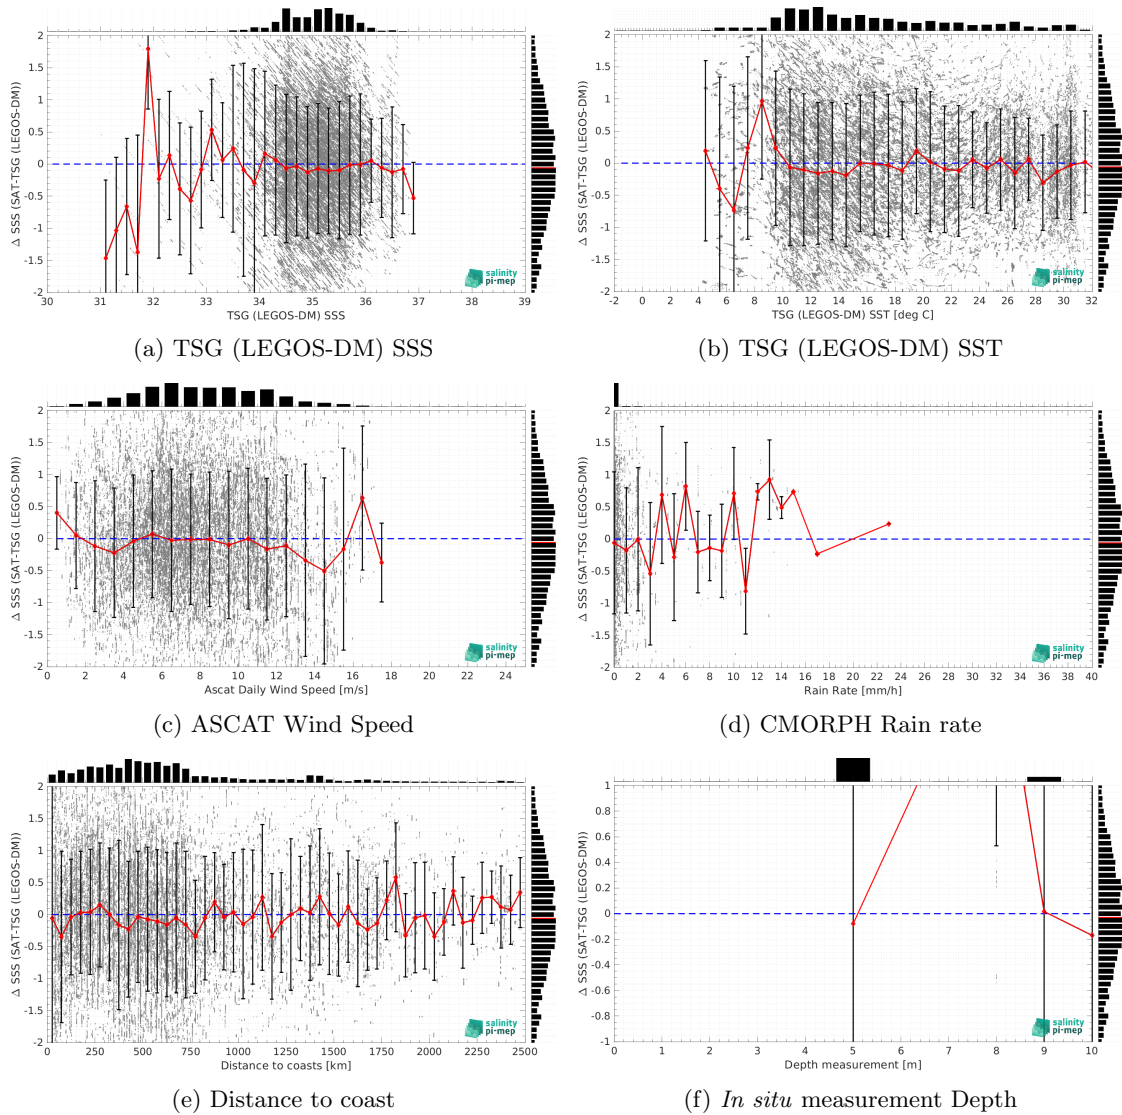 2
1.5
1
0.5
0
-0.5
-1
-1.5
-2
Δ SSS (SAT-TSG (LEGOS-DM))
30 31 32 33 34 35 36 37 38 39
TSG (LEGOS-DM) SSS
salinity
pi-mep
(a) TSG (LEGOS-DM) SSS
2
1.5
1
0.5
0
-0.5
-1
-1.5
-2
Δ SSS (SAT-TSG (LEGOS-DM))
-2 0 2 4 6 8 10 12 14 16 18 20 22 24 26 28 30 32
TSG (LEGOS-DM) SST [deg C]
salinity
pi-mep
(b) TSG (LEGOS-DM) SST
2
1.5
1
0.5
0
-0.5
-1
-1.5
-2
Δ SSS (SAT-TSG (LEGOS-DM))
0 2 4 6 8 10 12 14 16 18 20 22 24
Ascat Daily Wind Speed [m/s]
salinity
pi-mep
(c) ASCAT Wind Speed
2
1.5
1
0.5
0
-0.5
-1
-1.5
-2
Δ SSS (SAT-TSG (LEGOS-DM))
0 2 4 6 8 10 12 14 16 18 20 22 24 26 28 30 32 34 36 38 40
Rain Rate [mm/h]
salinity
pi-mep
(d) CMORPH Rain rate
2
1.5
1
0.5
0
-0.5
-1
-1.5
-2
Δ SSS (SAT-TSG (LEGOS-DM))
0 250 500 750 1000 1250 1500 1750 2000 2250 2500
Distance to coasts [km]
salinity
pi-mep
(e) Distance to coast
1
0.8
0.6
0.4
0.2
0
-0.2
-0.4
-0.6
-0.8
-1
Δ SSS (SAT-TSG (LEGOS-DM))
0 1 2 3 4 5 6 7 8 9 10
Depth measurement [m]
salinity
pi-mep
(f) In situ measurement Depth